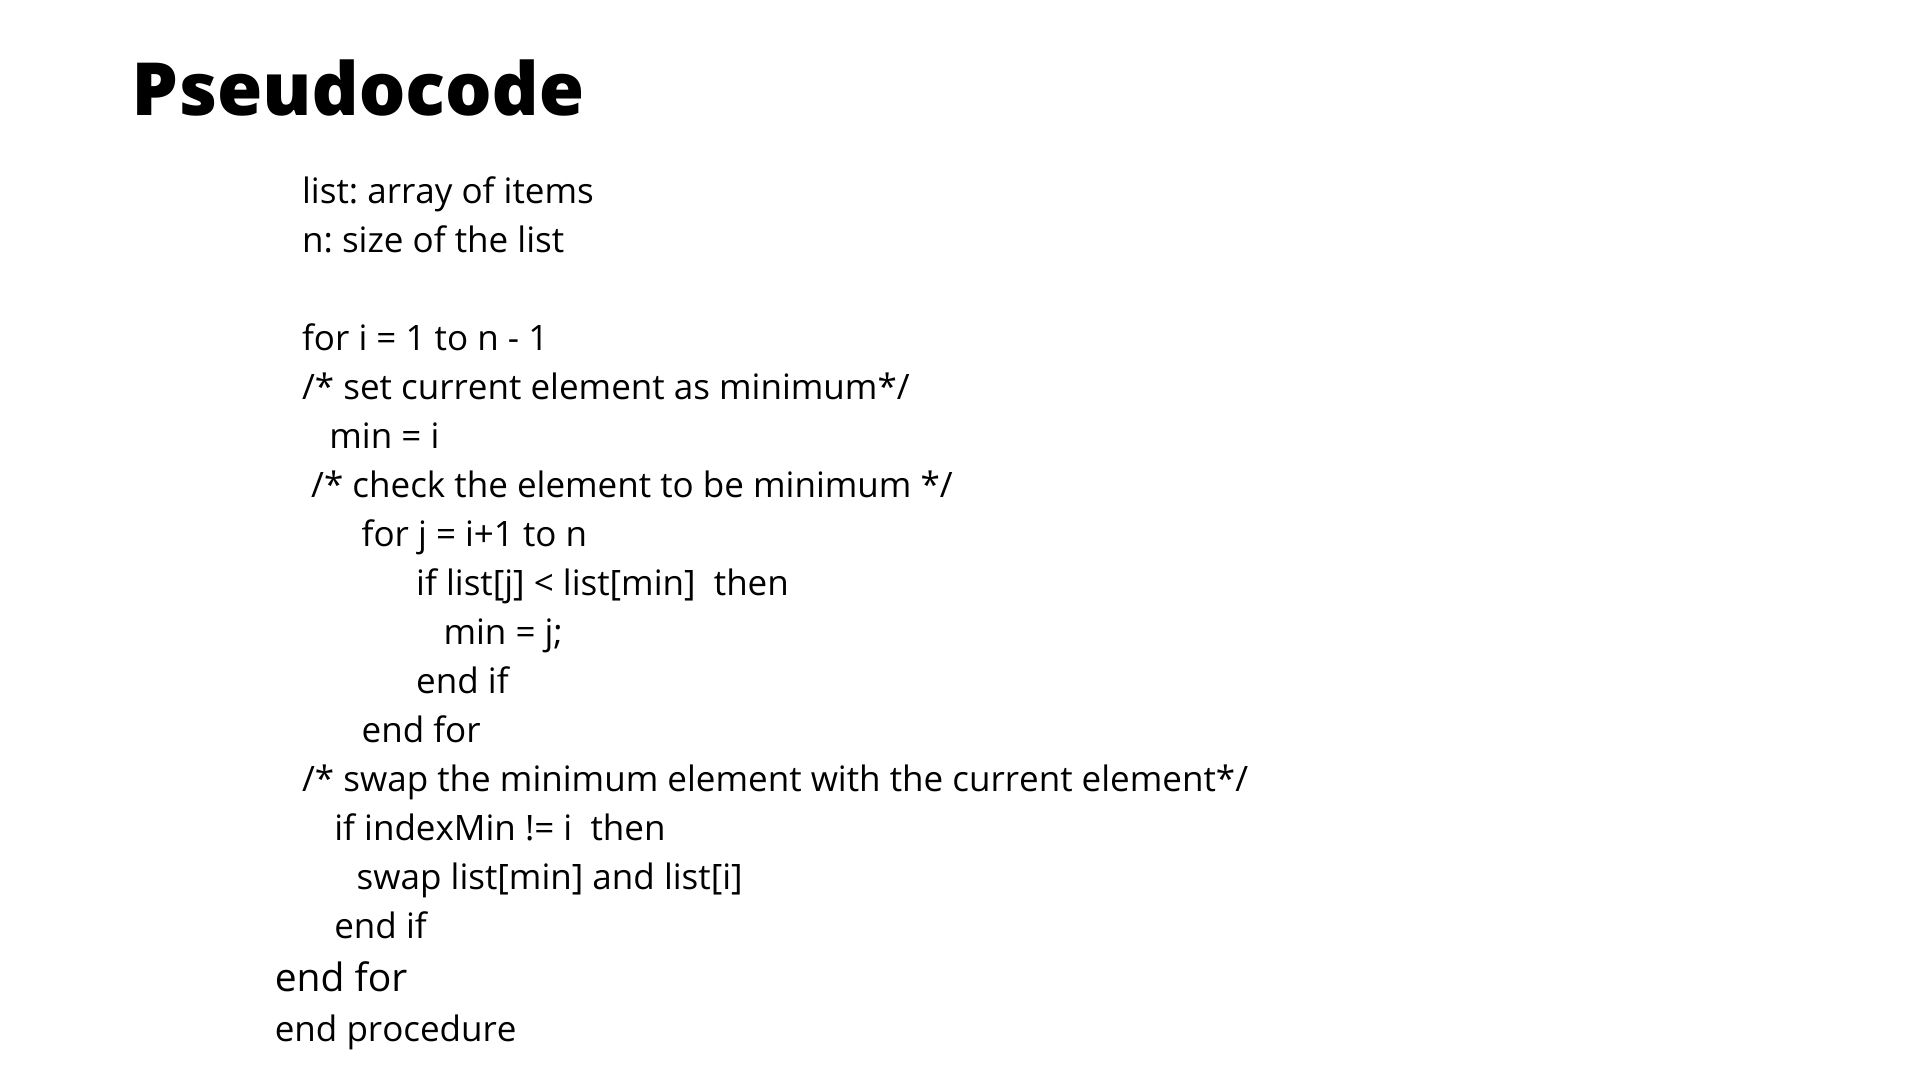 Pseudocode
list: array of items
n: size of the list
for i = 1 to n - 1
/* set current element as minimum*/
min = i
/* check the element to be minimum */
for j = i+1 to n
if list[j] < list[min]  then
min = j;
end if
end for
/* swap the minimum element with the current element*/
if indexMin != i  then
swap list[min] and list[i]
end if
end for
end procedure